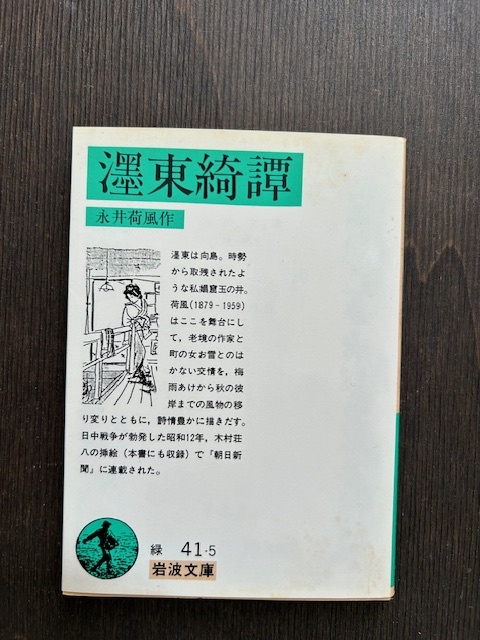 濹東綺譚
永井荷風作
濹東は向島。時勢
から取残されたよ
うな私娼窟玉の井。
荷風(1879-1959)
はここを舞台にし
て，老境の作家と
町の女お雪とのは
かない交情を，梅
雨あけから秋の彼
岸までの風物の移
り変りとともに，詩情豊かに描きだす。
日中戦争が勃発した昭和12年，木村荘
八の挿絵(本書にも収録)で『朝日新
聞』に連載された。
緑 41-5
岩波文庫